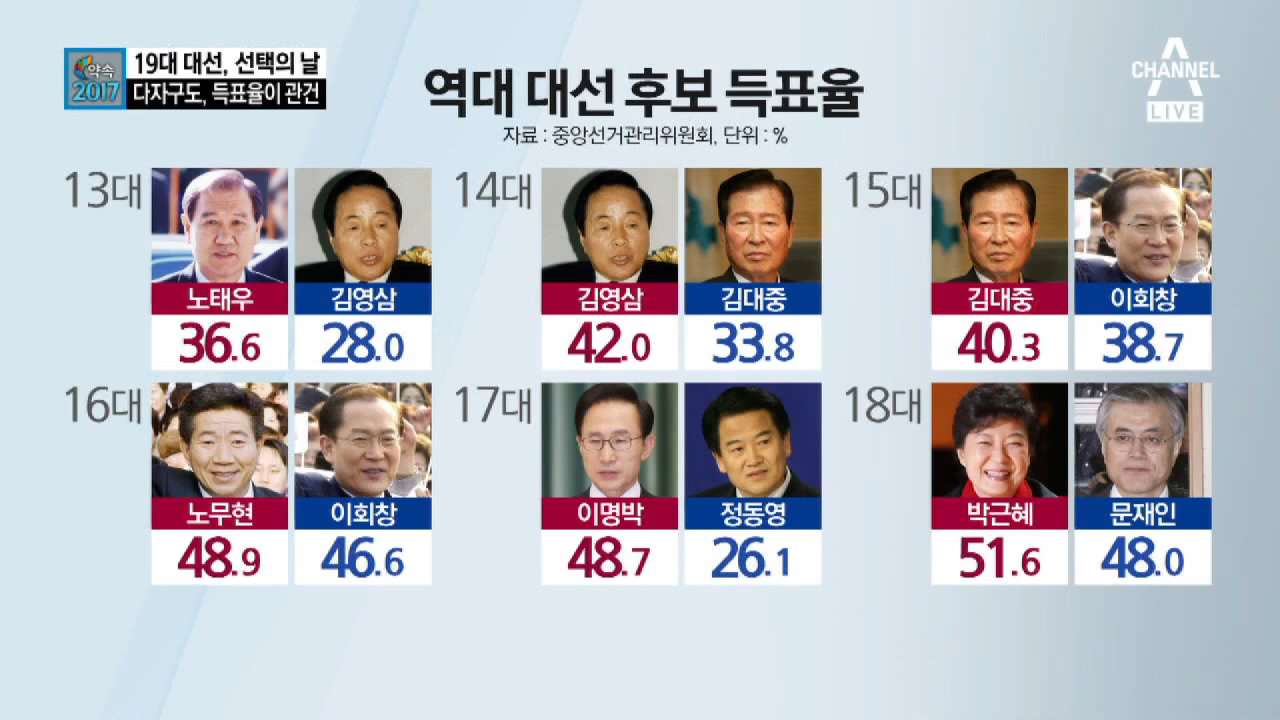 약속
2017
19대 대선, 선택의 날
다자구도, 득표율이 관건
역대 대선 후보 득표율
자료 : 중앙선거관리위원회, 단위 : %
CHANNEL A
LIVE
13대
노태우 김영삼
36.6 28.0
14대
김영삼 김대중
42.0 33.8
15대
김대중 이회창
40.3 38.7
16대
노무현 이회창
48.9 46.6
17대
이명박 정동영
48.7 26.1
18대
박근혜 문재인
51.6 48.0